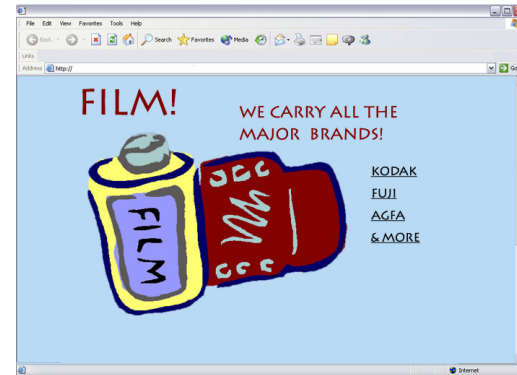 File Edit View Favorites Tools Help
Back Search Favorites Media
Links
Address http:// Go
FILM!
WE CARRY ALL THE
MAJOR BRANDS!
KODAK
FUJI
AGFA
& MORE
FILM
Internet